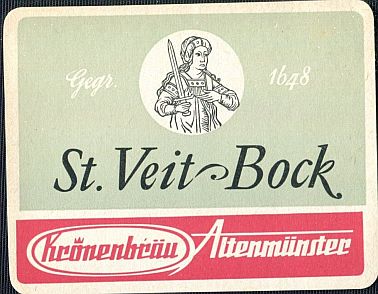 Gegr. 1648
St. Veit-Bock
Krönenbräu Altenmünster